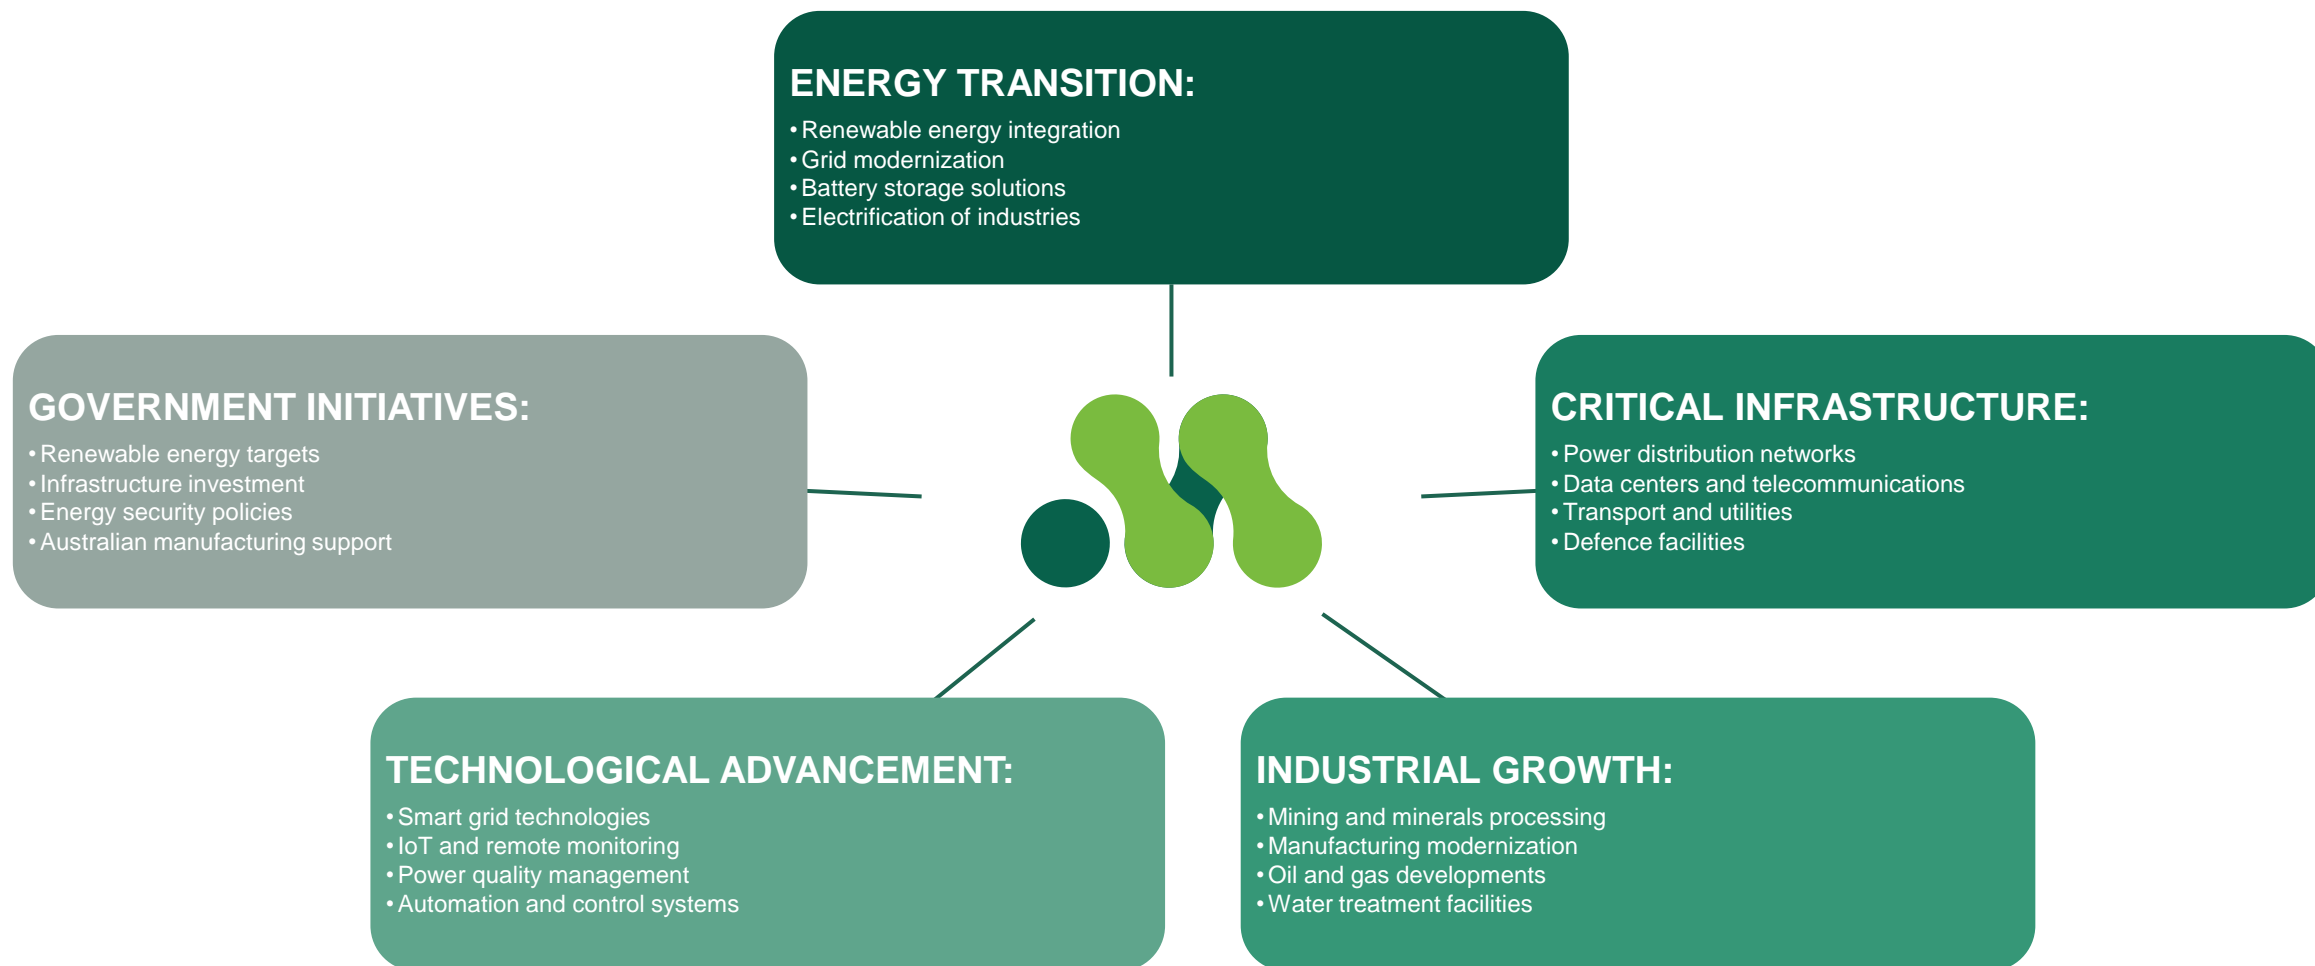 ENERGY TRANSITION:
• Renewable energy integration
• Grid modernization
• Battery storage solutions
• Electrification of industries
GOVERNMENT INITIATIVES:
• Renewable energy targets
• Infrastructure investment
• Energy security policies
• Australian manufacturing support
CRITICAL INFRASTRUCTURE:
• Power distribution networks
• Data centers and telecommunications
• Transport and utilities
• Defence facilities
TECHNOLOGICAL ADVANCEMENT:
• Smart grid technologies
• IoT and remote monitoring
• Power quality management
• Automation and control systems
INDUSTRIAL GROWTH:
• Mining and minerals processing
• Manufacturing modernization
• Oil and gas developments
• Water treatment facilities